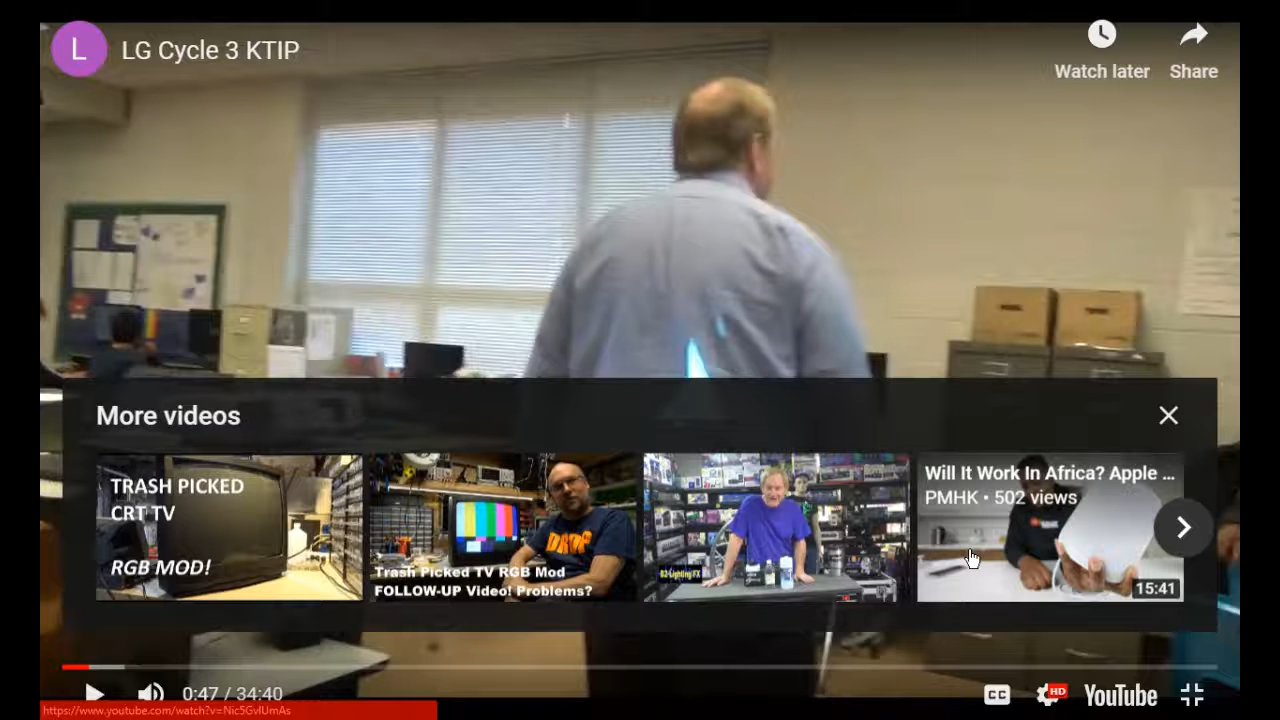 L
LG Cycle 3 KTIP
Watch later
Share
More videos
TRASH PICKED
CRT TV
RGB MOD!
Trash Picked TV RGB Mod
FOLLOW-UP Video! Problems?
Will It Work In Africa? Apple ...
PMHK • 502 views
15:41
0:47 / 34:40
CC
HD
YouTube
https://www.youtube.com/watch?v=Nic5GvlUmAs